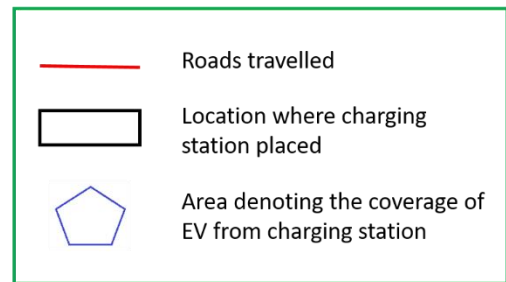 Roads travelled
Location where charging
station placed
Area denoting the coverage of
EV from charging station